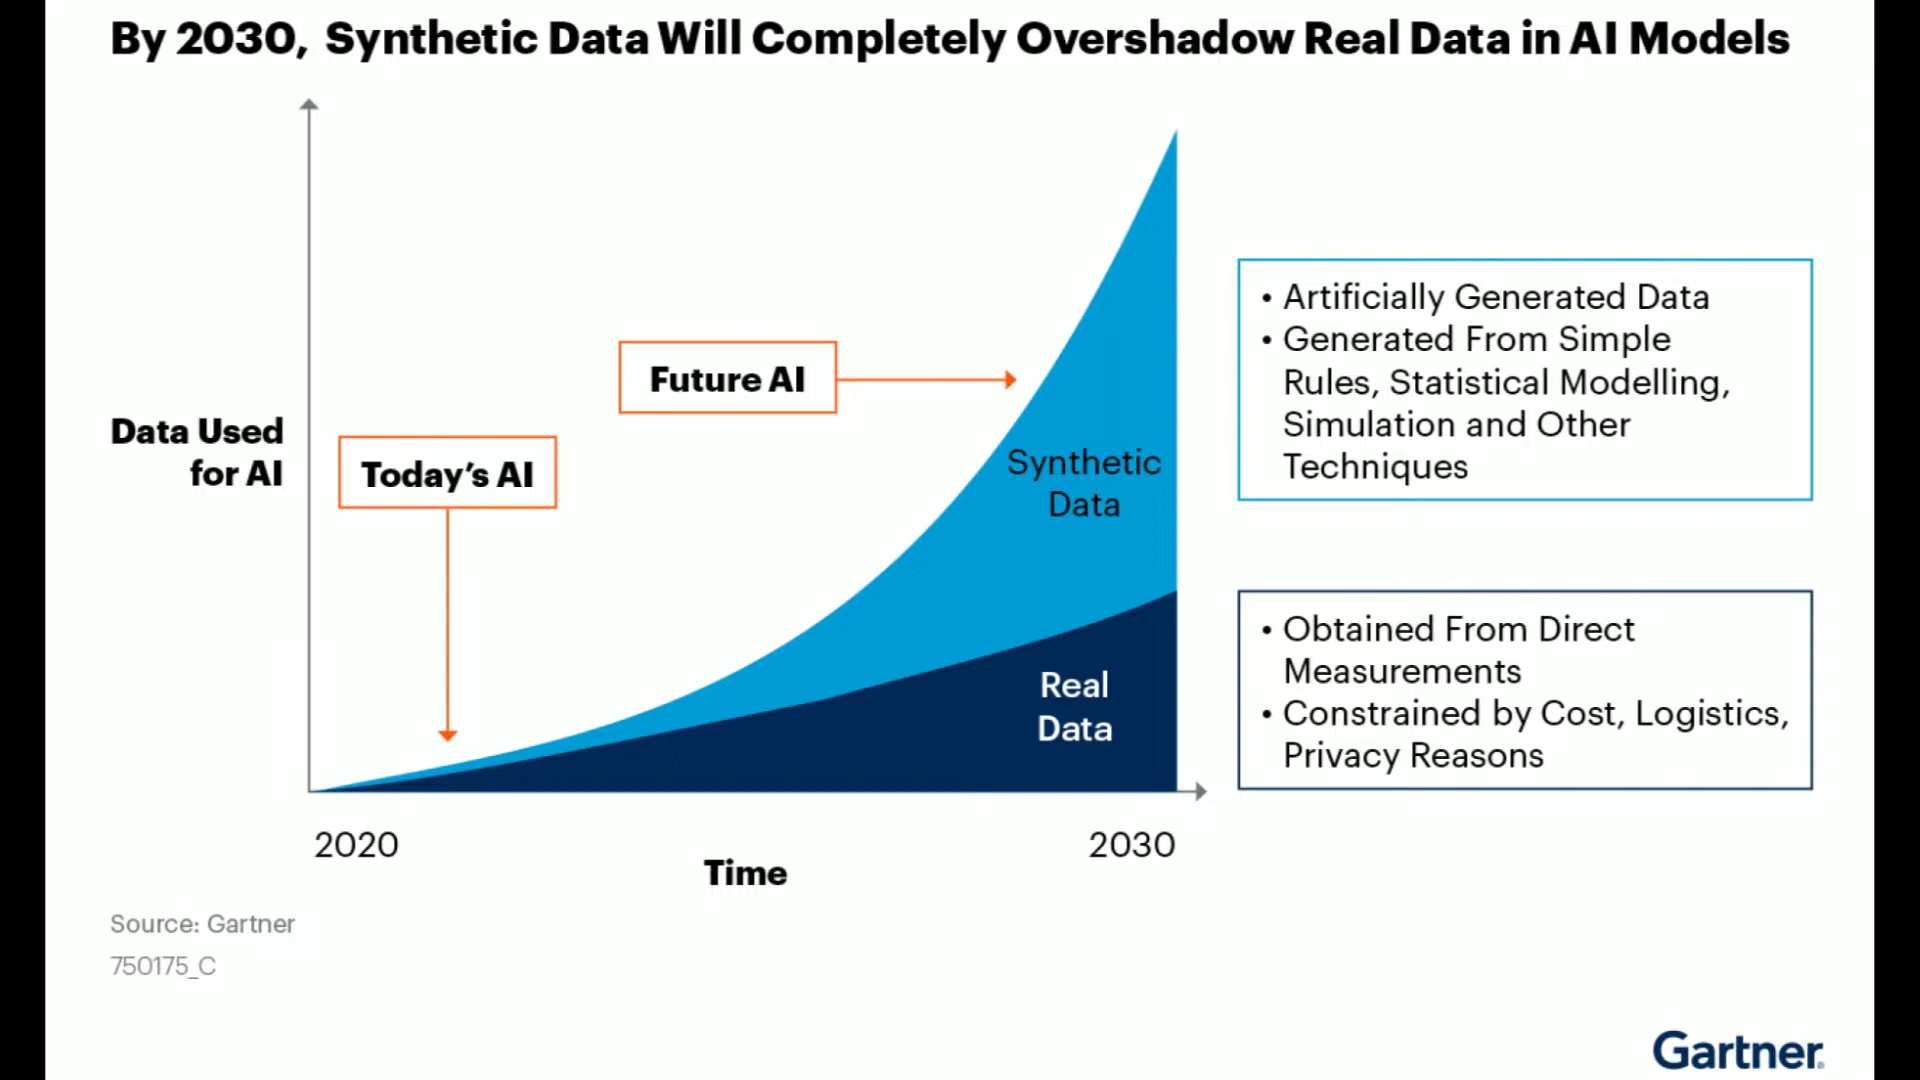 By 2030, Synthetic Data Will Completely Overshadow Real Data in AI Models
Data Used
for AI
Today's AI
Future AI
Synthetic
Data
Real
Data
• Artificially Generated Data
• Generated From Simple
Rules, Statistical Modelling,
Simulation and Other
Techniques
• Obtained From Direct
Measurements
• Constrained by Cost, Logistics,
Privacy Reasons
2020
2030
Time
Source: Gartner
750175_C
Gartner